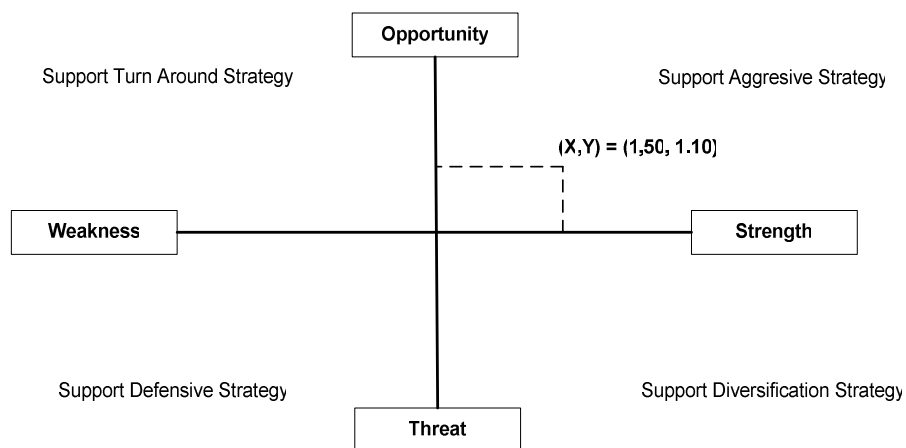 Opportunity
Support Turn Around Strategy
Support Aggresive Strategy
(X,Y) = (1,50, 1.10)
Weakness
Strength
Support Defensive Strategy
Support Diversification Strategy
Threat